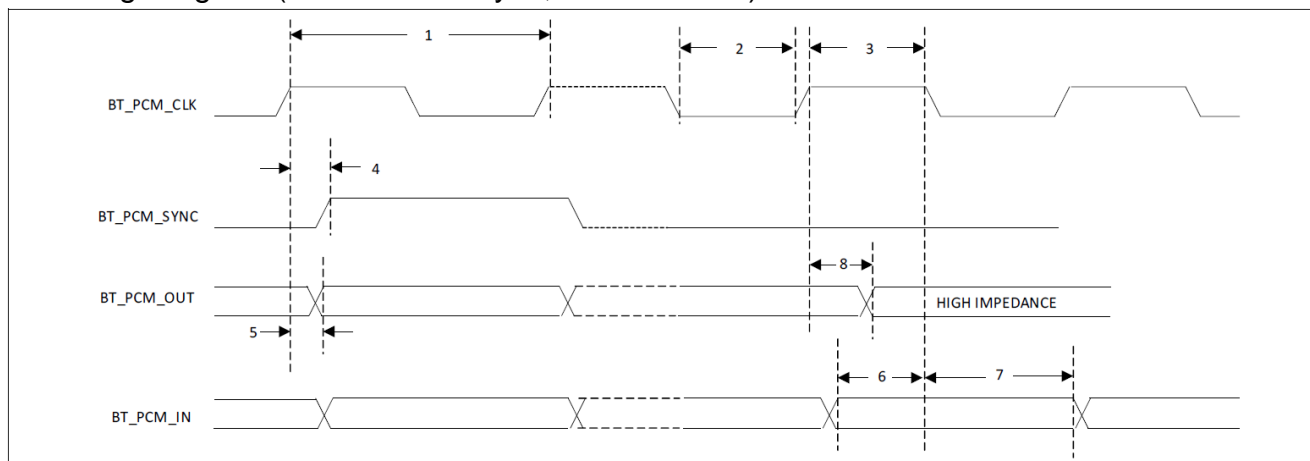 1
2
3
BT_PCM_CLK
4
BT_PCM_SYNC
8
BT_PCM_OUT
HIGH IMPEDANCE
5
6
7
BT_PCM_IN